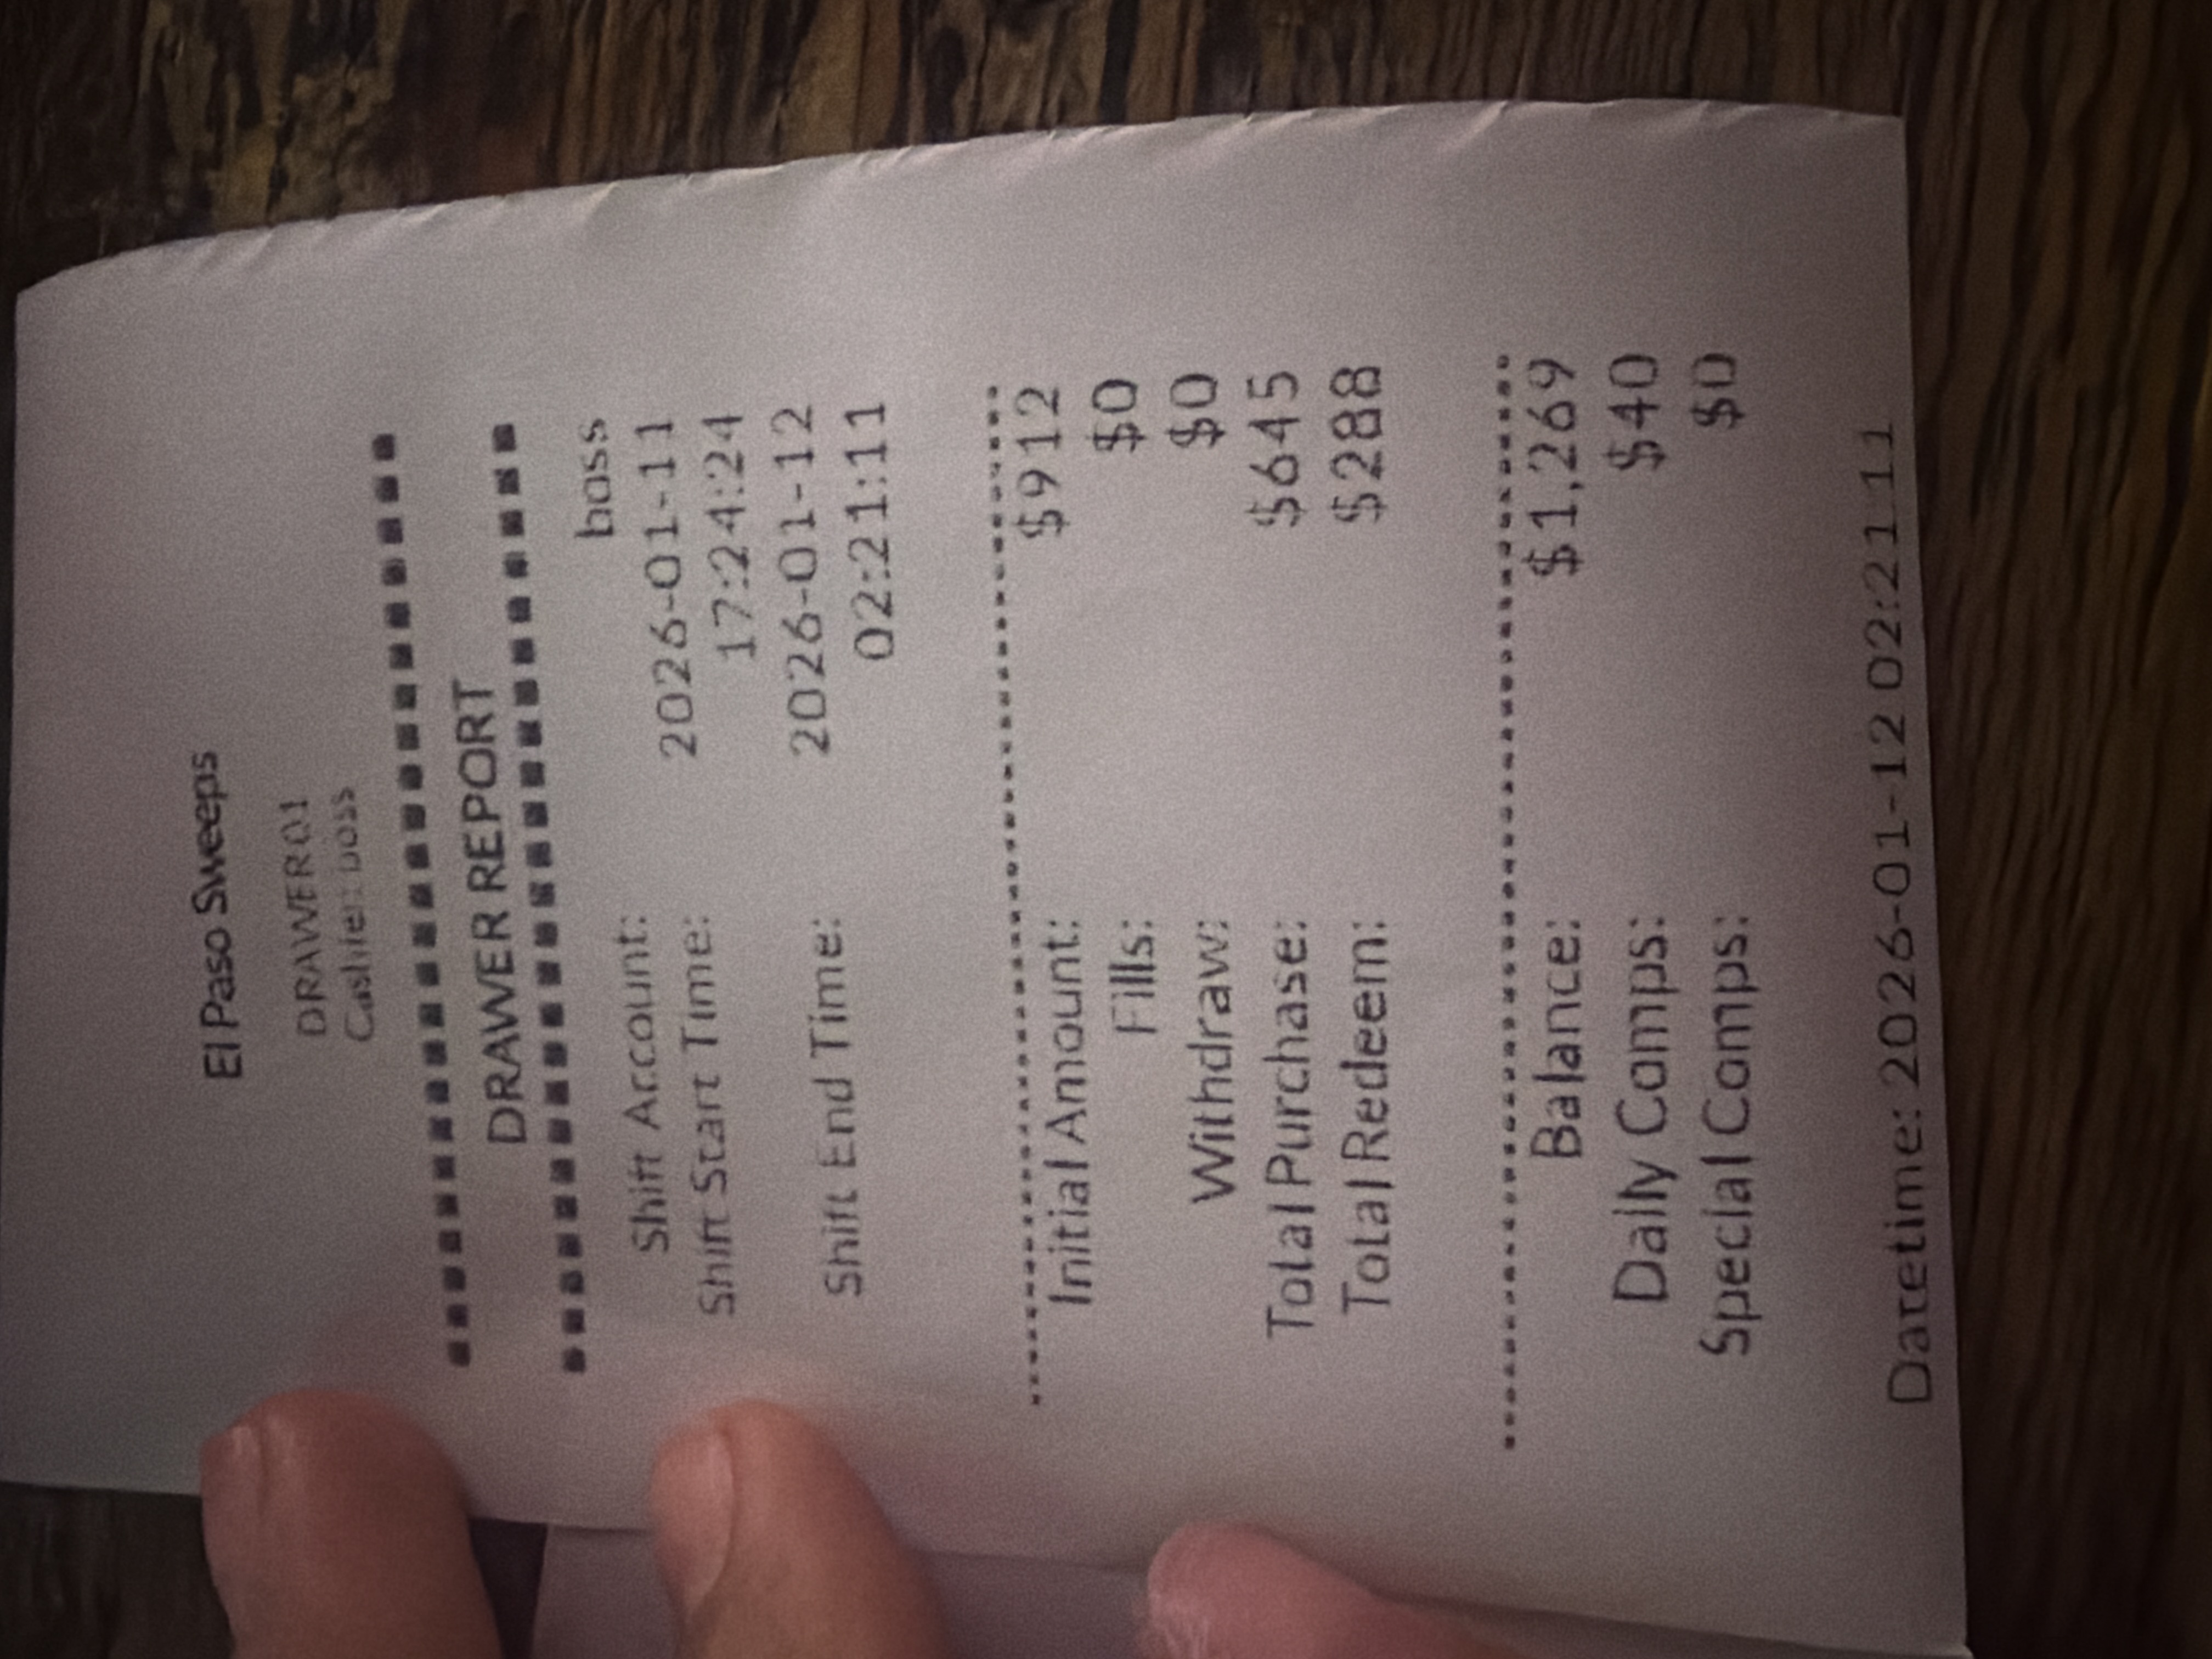 El Paso Sweeps
DRAWER01
Cashier: boss
DRAWER REPORT
Shift Account: boss
Shift Start Time: 2026-01-11
17:24:24
Shift End Time: 2026-01-12
02:21:11
Initial Amount: $912
Fills: $0
Withdraw: $0
Total Purchase: $645
Total Redeem: $288
Balance: $1,269
Daily Comps: $40
Special Comps: $0
Datetime: 2026-01-12 02:21:11